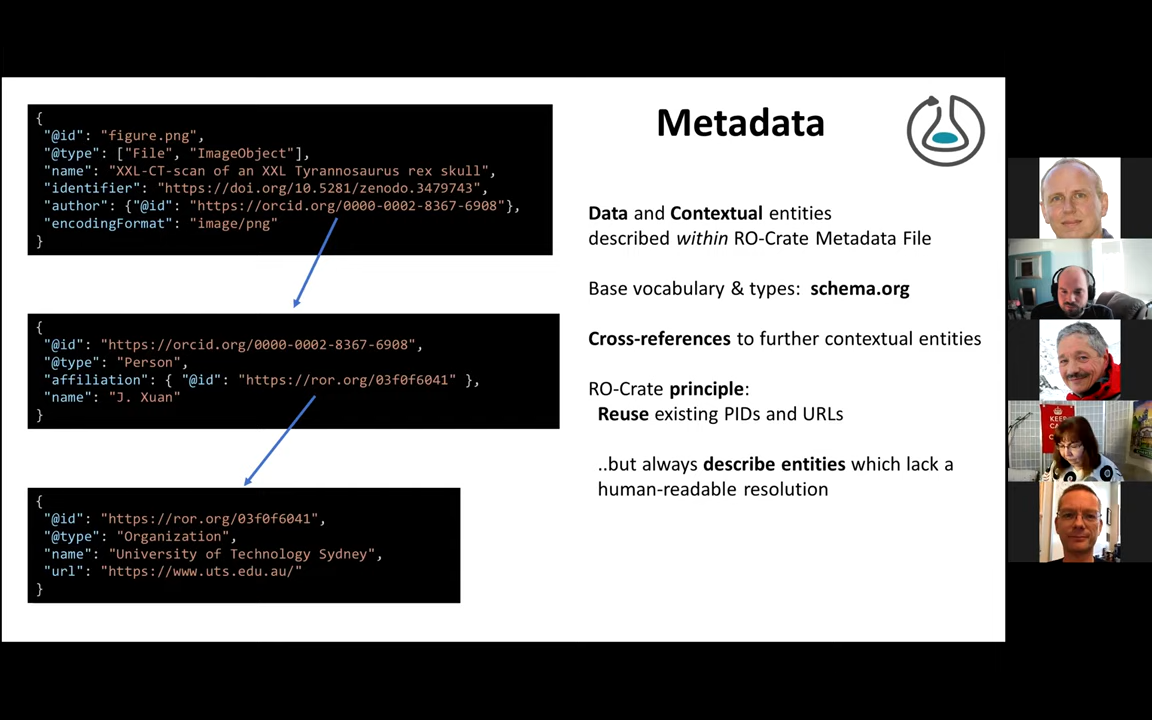 {
"@id": "figure.png",
"@type": ["File", "ImageObject"],
"name": "XXL-CT-scan of an XXL Tyrannosaurus rex skull",
"identifier": "https://doi.org/10.5281/zenodo.3479743",
"author": {"@id": "https://orcid.org/0000-0002-8367-6908"},
"encodingFormat": "image/png"
}
{
"@id": "https://orcid.org/0000-0002-8367-6908",
"@type": "Person",
"affiliation": { "@id": "https://ror.org/03f0f6041" },
"name": "J. Xuan"
}
{
"@id": "https://ror.org/03f0f6041",
"@type": "Organization",
"name": "University of Technology Sydney",
"url": "https://www.uts.edu.au/"
}
Metadata
Data and Contextual entities
described within RO-Crate Metadata File
Base vocabulary & types: schema.org
Cross-references to further contextual entities
RO-Crate principle:
Reuse existing PIDs and URLs
..but always describe entities which lack a
human-readable resolution
KEEP